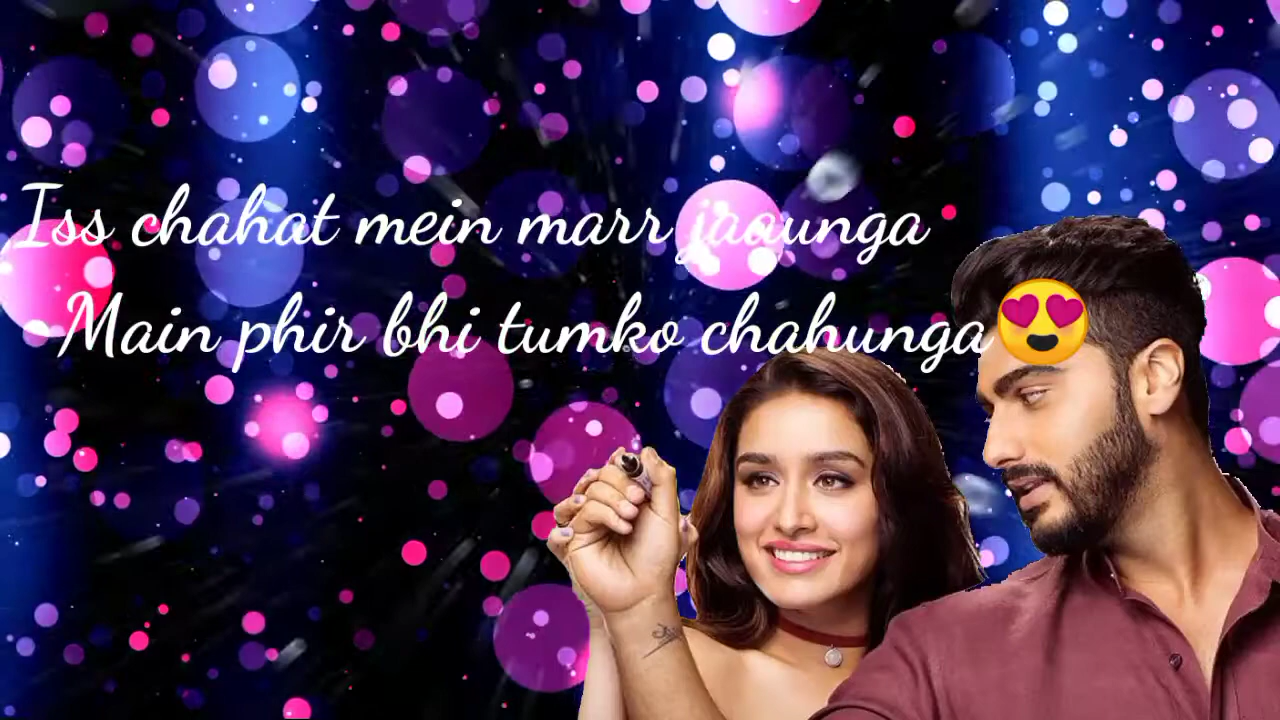 Iss chahat mein marr jaaunga
Main phir bhi tumko chahunga😍